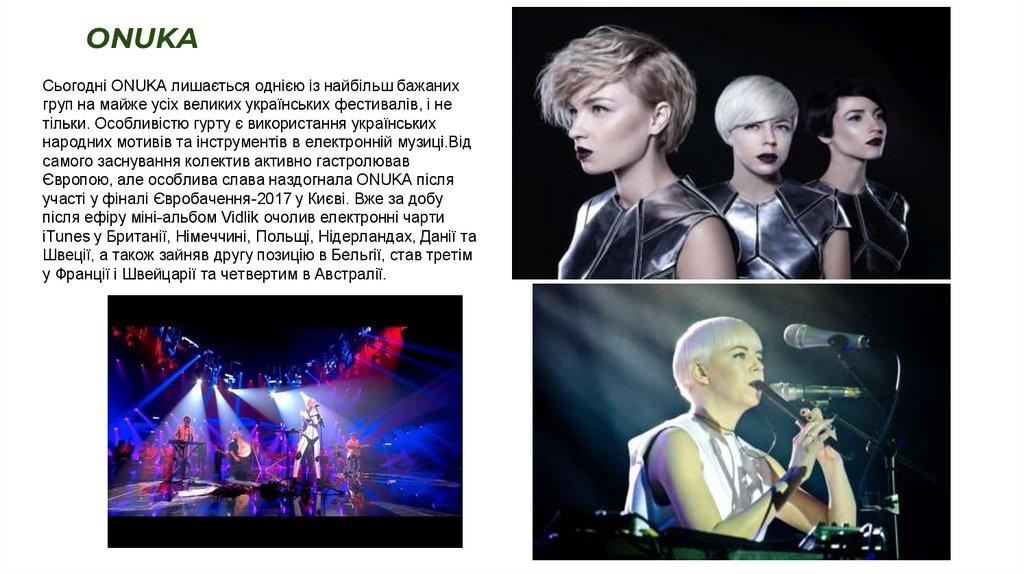 ONUKA
Сьогодні ONUKA лишається однією із найбільш бажаних
груп на майже усіх великих українських фестивалів, і не
тільки. Особливістю гурту є використання українських
народних мотивів та інструментів в електронній музиці.Від
самого заснування колектив активно гастролював
Європою, але особлива слава наздогнала ONUKA після
участі у фіналі Євробачення-2017 у Києві. Вже за добу
після ефіру міні-альбом Vidlik очолив електронні чарти
iTunes у Британії, Німеччині, Польщі, Нідерландах, Данії та
Швеції, а також зайняв другу позицію в Бельгії, став третім
у Франції і Швейцарії та четвертим в Австралії.